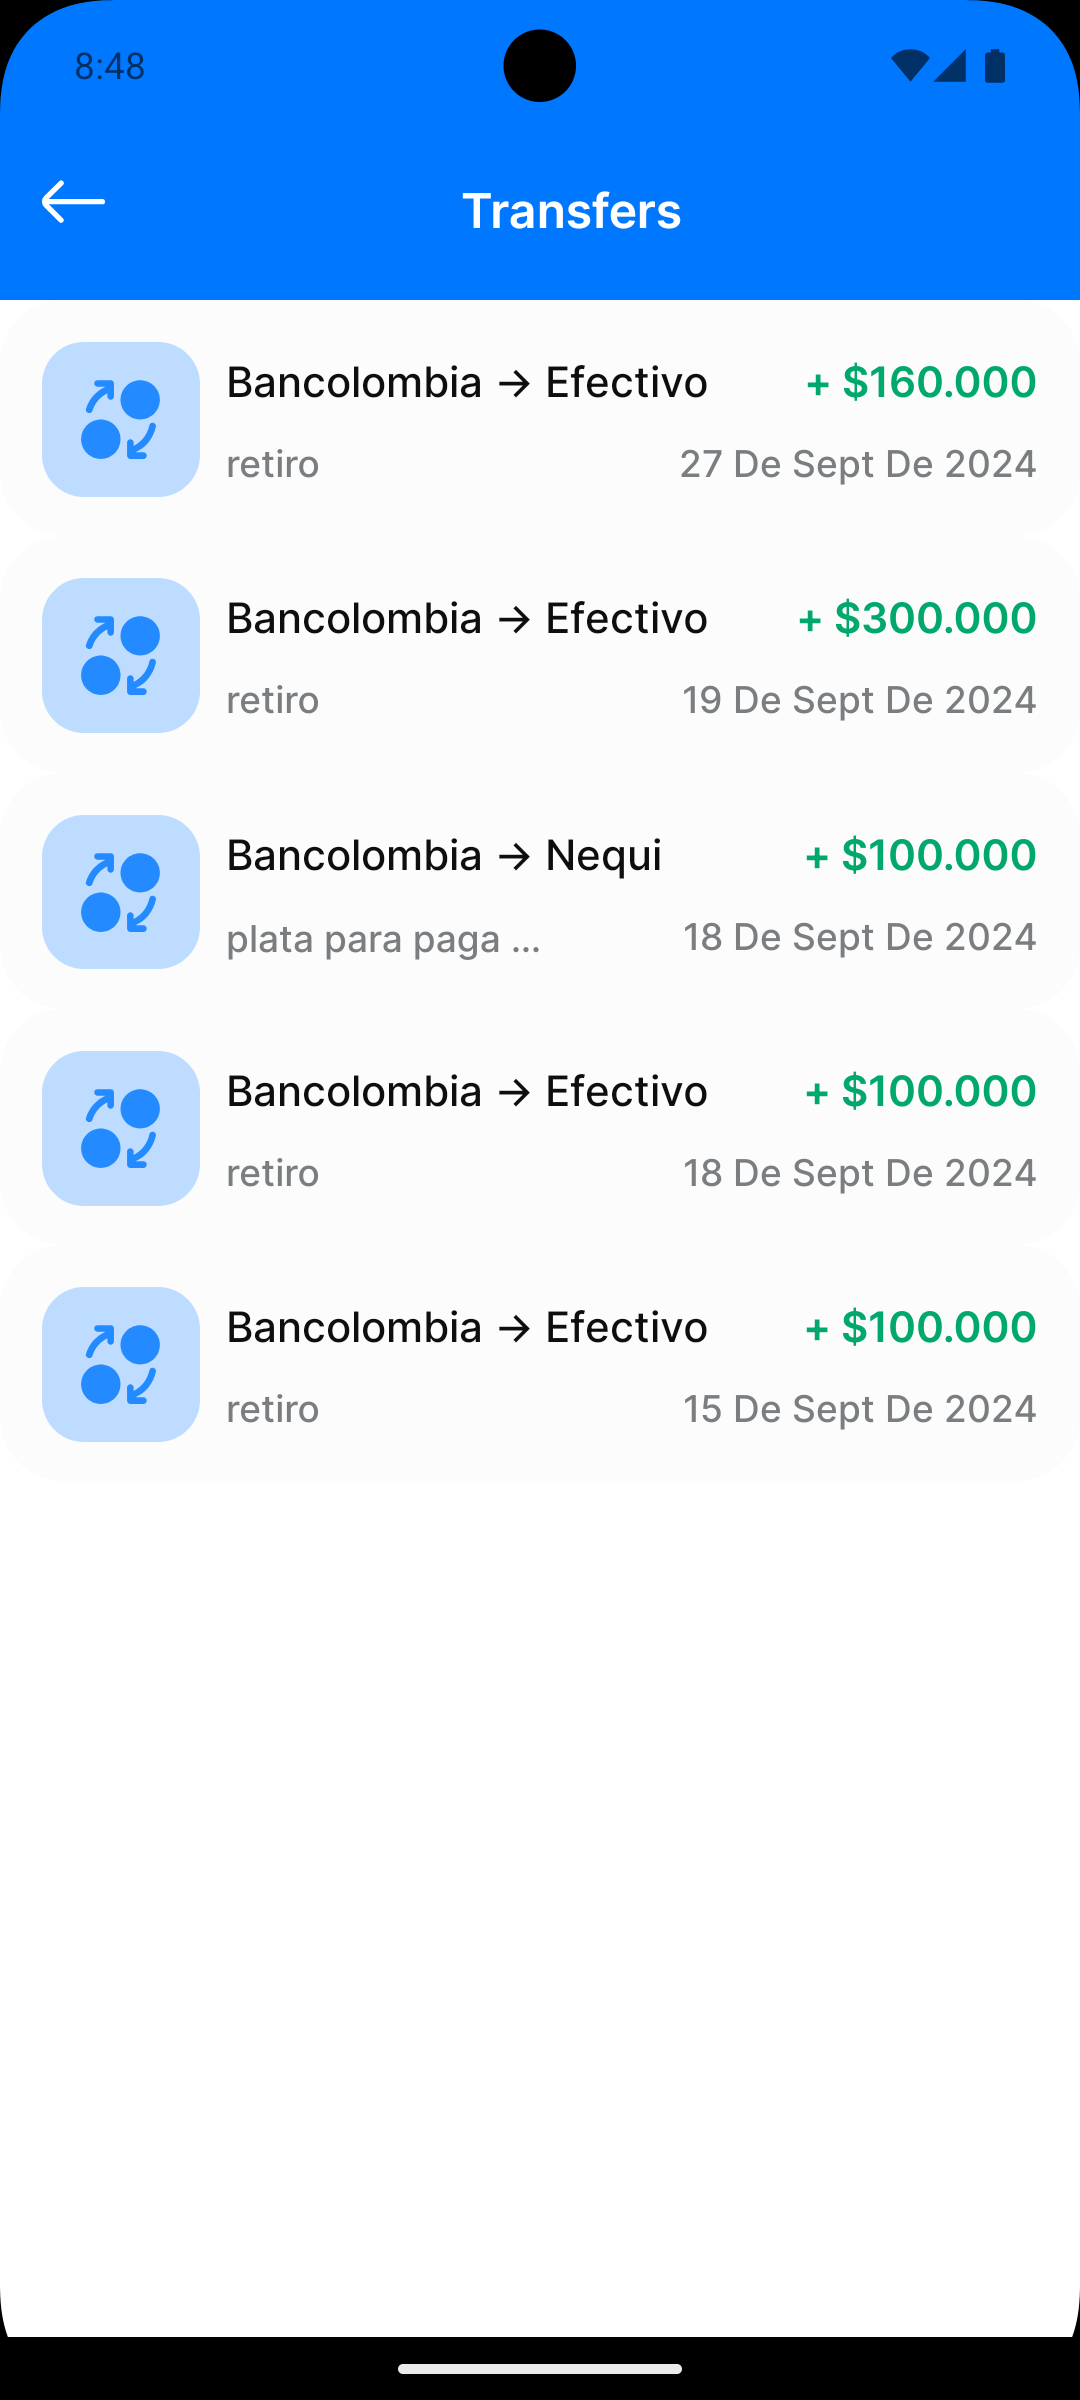 8:48
Transfers
Bancolombia → Efectivo + $160.000
retiro 27 De Sept De 2024
Bancolombia → Efectivo + $300.000
retiro 19 De Sept De 2024
Bancolombia → Nequi + $100.000
plata para paga ... 18 De Sept De 2024
Bancolombia → Efectivo + $100.000
retiro 18 De Sept De 2024
Bancolombia → Efectivo + $100.000
retiro 15 De Sept De 2024